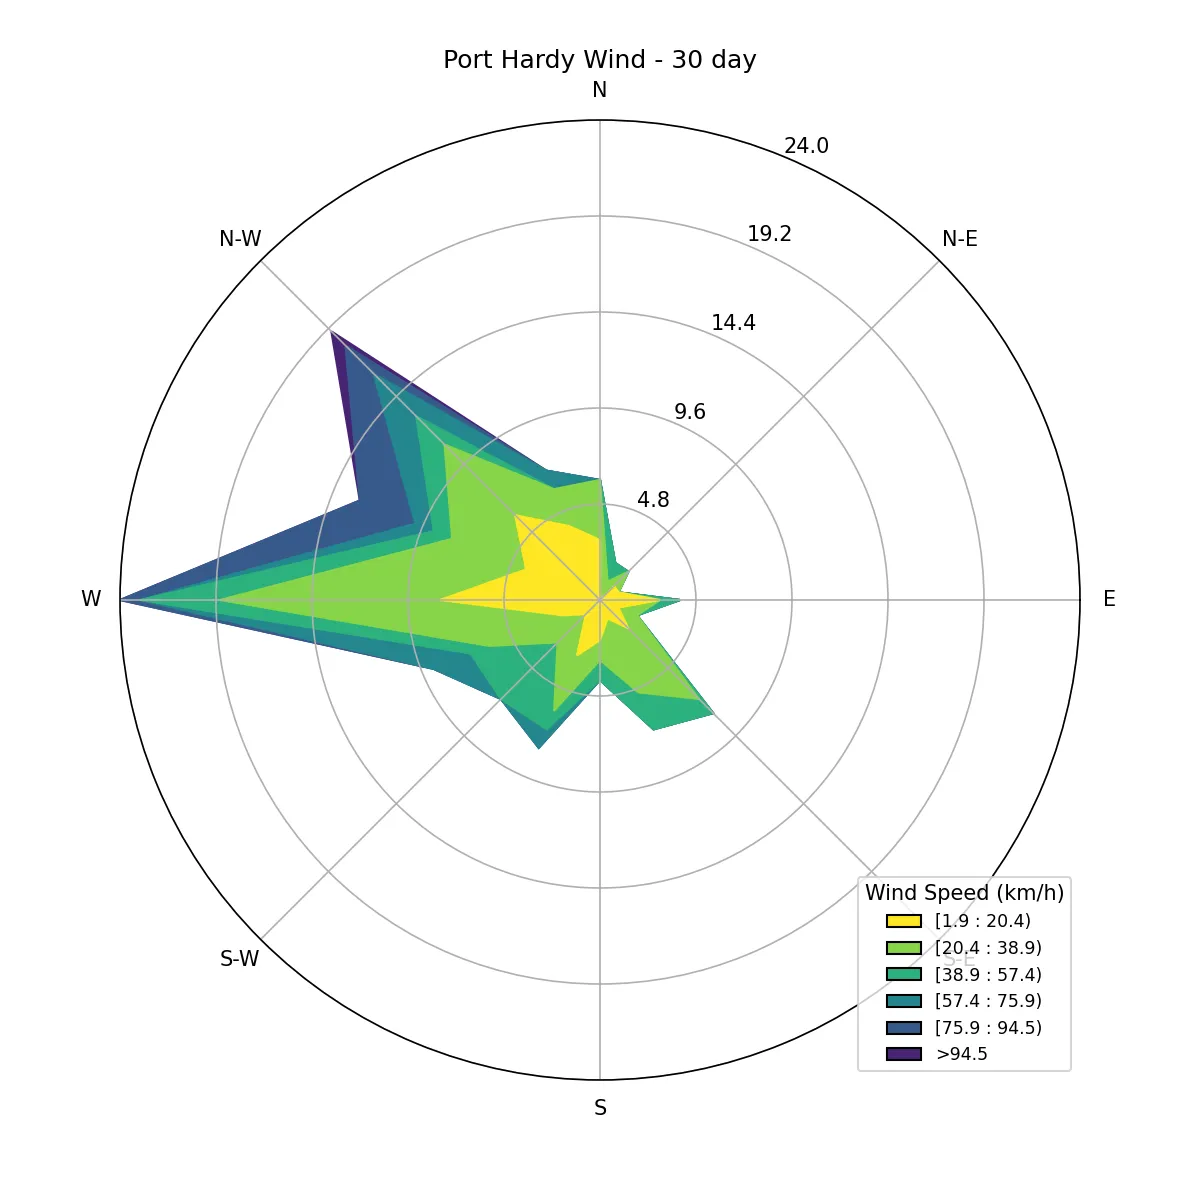 Port Hardy Wind - 30 day
N
24.0
N-W
19.2
N-E
14.4
9.6
4.8
W
E
S-W
S-E
S
Wind Speed (km/h)
[1.9 : 20.4)
[20.4 : 38.9)
[38.9 : 57.4)
[57.4 : 75.9)
[75.9 : 94.5)
>94.5